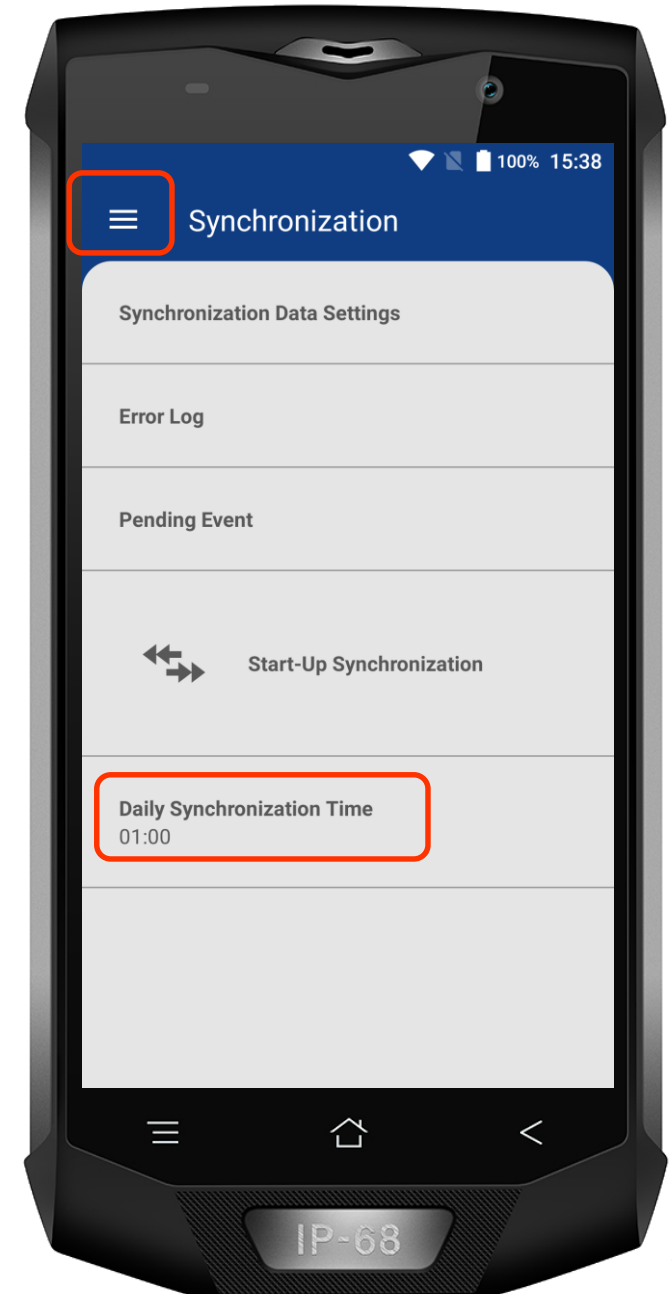 100% 15:38
Synchronization
Synchronization Data Settings
Error Log
Pending Event
Start-Up Synchronization
Daily Synchronization Time
01:00
IP-68